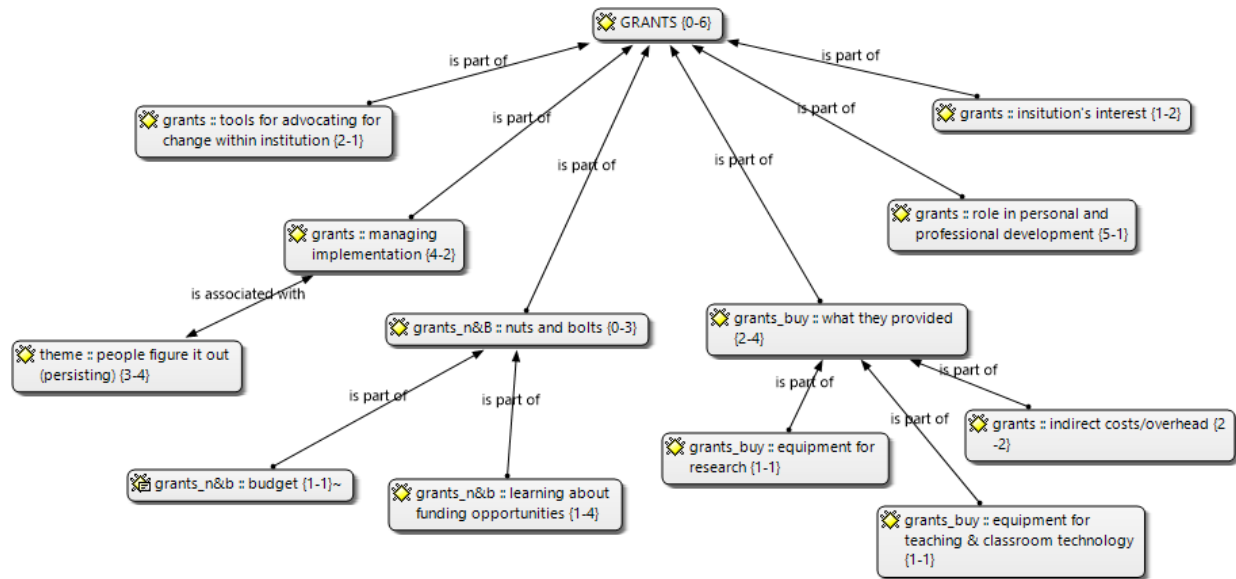 GRANTS {0-6}
is part of
is part of
grants :: tools for advocating for
change within institution {2-1}
grants :: insitution's interest {1-2}
is part of
is part of
is part of
is part of
grants :: role in personal and
professional development {5-1}
grants :: managing
implementation {4-2}
is associated with
grants_n&B :: nuts and bolts {0-3}
grants_buy :: what they provided
{2-4}
theme :: people figure it out
(persisting) {3-4}
is part of
is part of
is part of
is part of
is part of
grants :: indirect costs/overhead {2
-2}
grants_buy :: equipment for
research {1-1}
grants_n&b :: budget {1-1}~
grants_n&b :: learning about
funding opportunities {1-4}
grants_buy :: equipment for
teaching & classroom technology
{1-1}